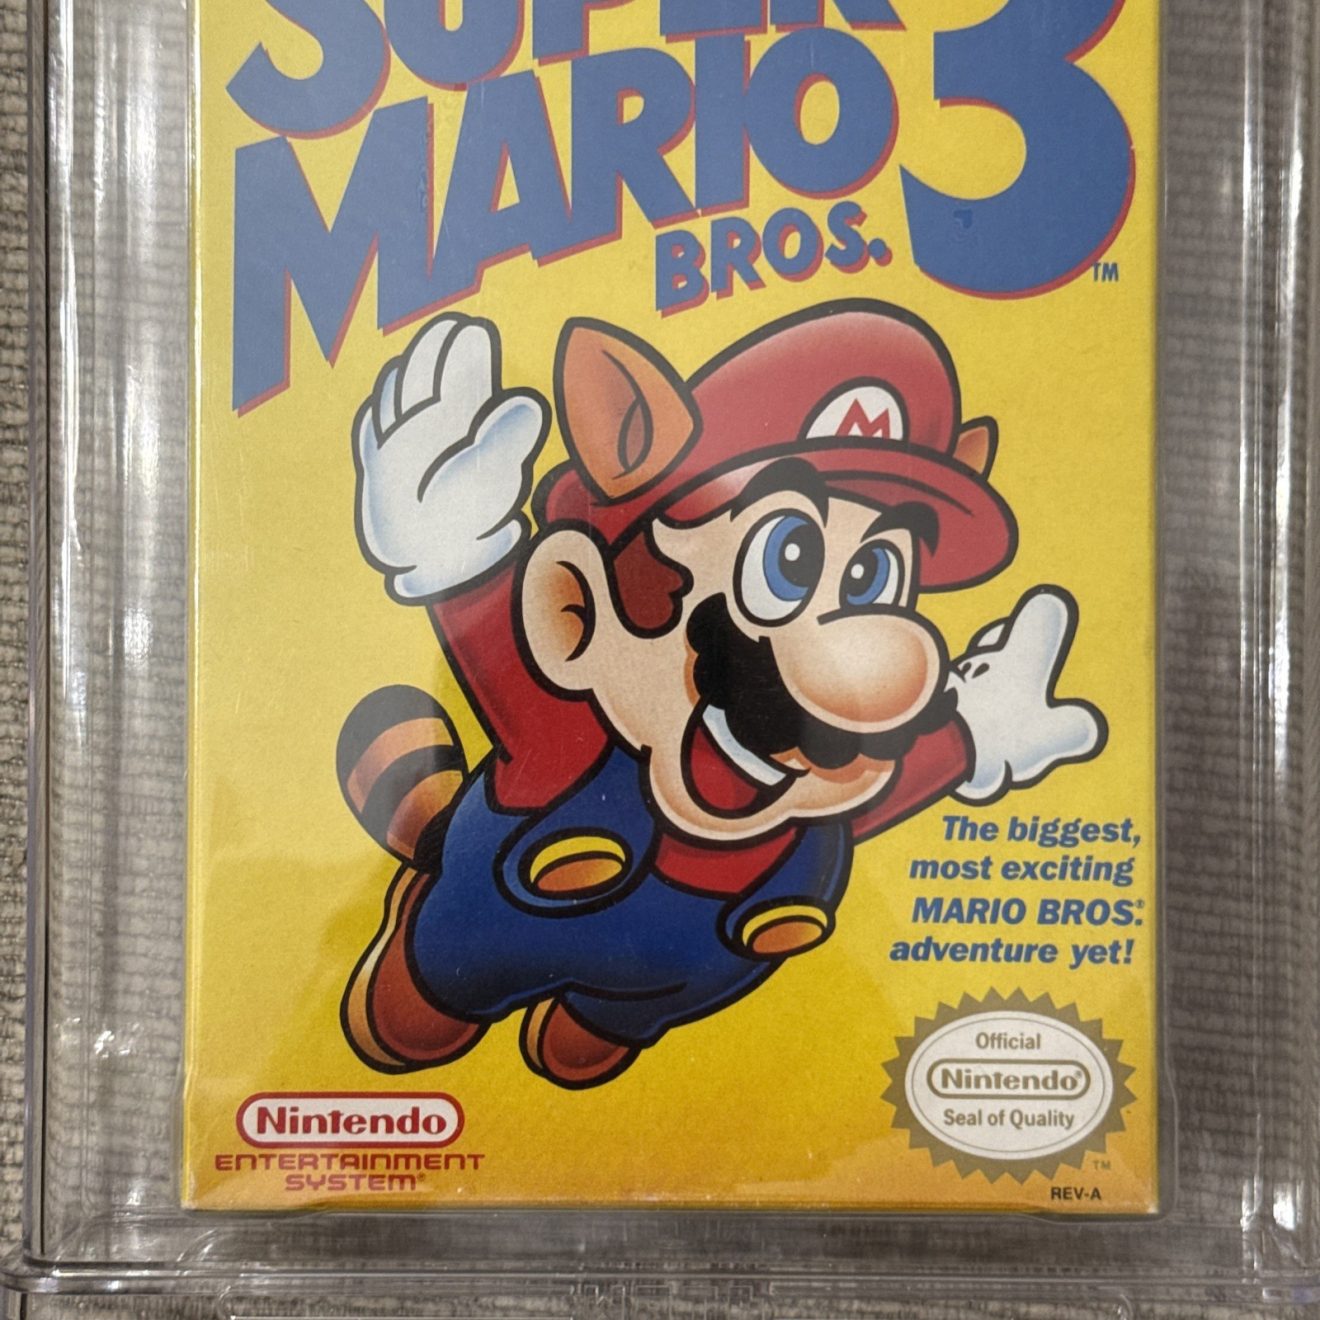 SUPER
MARIO
BROS. 3
TM
M
The biggest,
most exciting
MARIO BROS.®
adventure yet!
Official
Nintendo®
Seal of Quality
TM
REV-A
Nintendo
ENTERTAINMENT
SYSTEM®